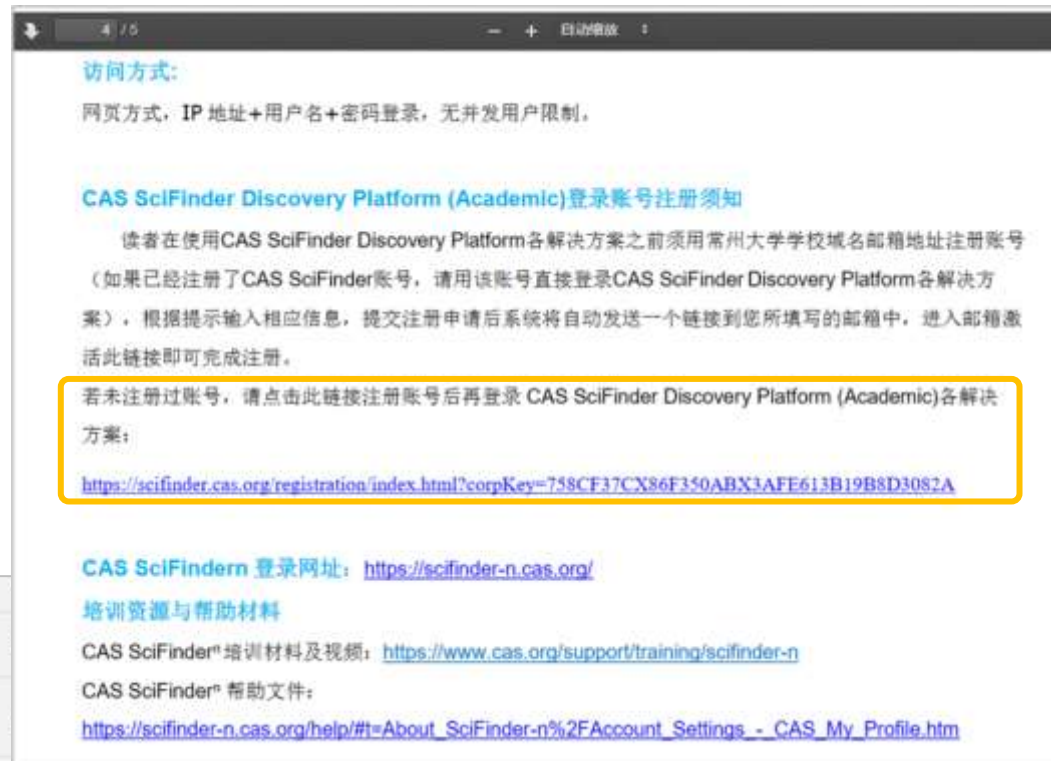 4 / 5
自动缩放
访问方式:
网页方式，IP 地址+用户名+密码登录，无并发用户限制。
CAS SciFinder Discovery Platform (Academic)登录账号注册须知
读者在使用CAS SciFinder Discovery Platform各解决方案之前须用常州大学学校域名邮箱地址注册账号
（如果已经注册了CAS SciFinder账号，请用该账号直接登录CAS SciFinder Discovery Platform各解决方
案），根据提示输入相应信息，提交注册申请后系统将自动发送一个链接到您所填写的邮箱中，进入邮箱激
活此链接即可完成注册。
若未注册过账号，请点击此链接注册账号后再登录 CAS SciFinder Discovery Platform (Academic)各解决
方案：
https://scifinder.cas.org/registration/index.html?corpKey=758CF37CX86F350ABX3AFE613B19B8D3082A
CAS SciFindern 登录网址：https://scifinder-n.cas.org/
培训资源与帮助材料
CAS SciFinderⁿ 培训材料及视频：https://www.cas.org/support/training/scifinder-n
CAS SciFinderⁿ 帮助文件：
https://scifinder-n.cas.org/help/#t=About_SciFinder-n%2FAccount_Settings_-_CAS_My_Profile.htm